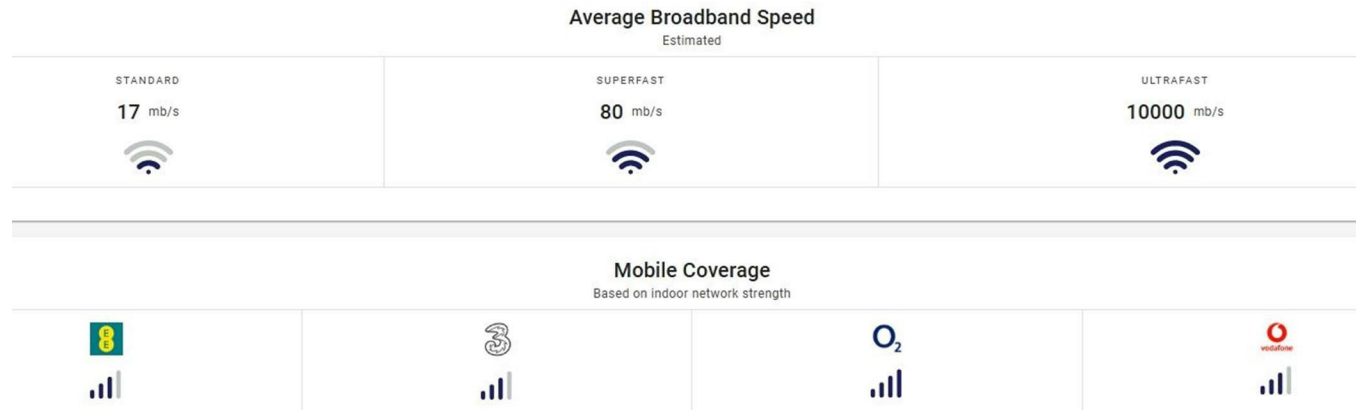 Average Broadband Speed
Estimated
STANDARD
SUPERFAST
ULTRAFAST
17 mb/s
80 mb/s
10000 mb/s
Mobile Coverage
Based on indoor network strength
EE
3
O2
vodafone